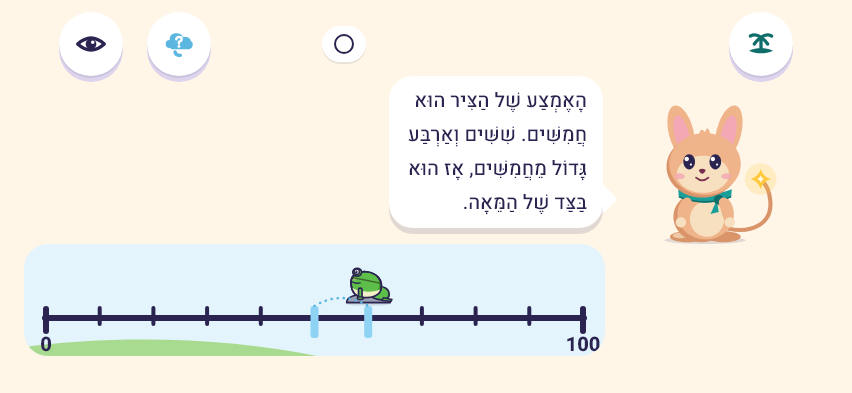 הָאֶמְצַע שֶׁל הַצִּיר הוּא
חֲמִשִּׁים. שִׁשִּׁים וְאַרְבַּע
גָּדוֹל מֵחֲמִשִּׁים, אָז הוּא
בַּצַּד שֶׁל הַמֵּאָה.
0
100